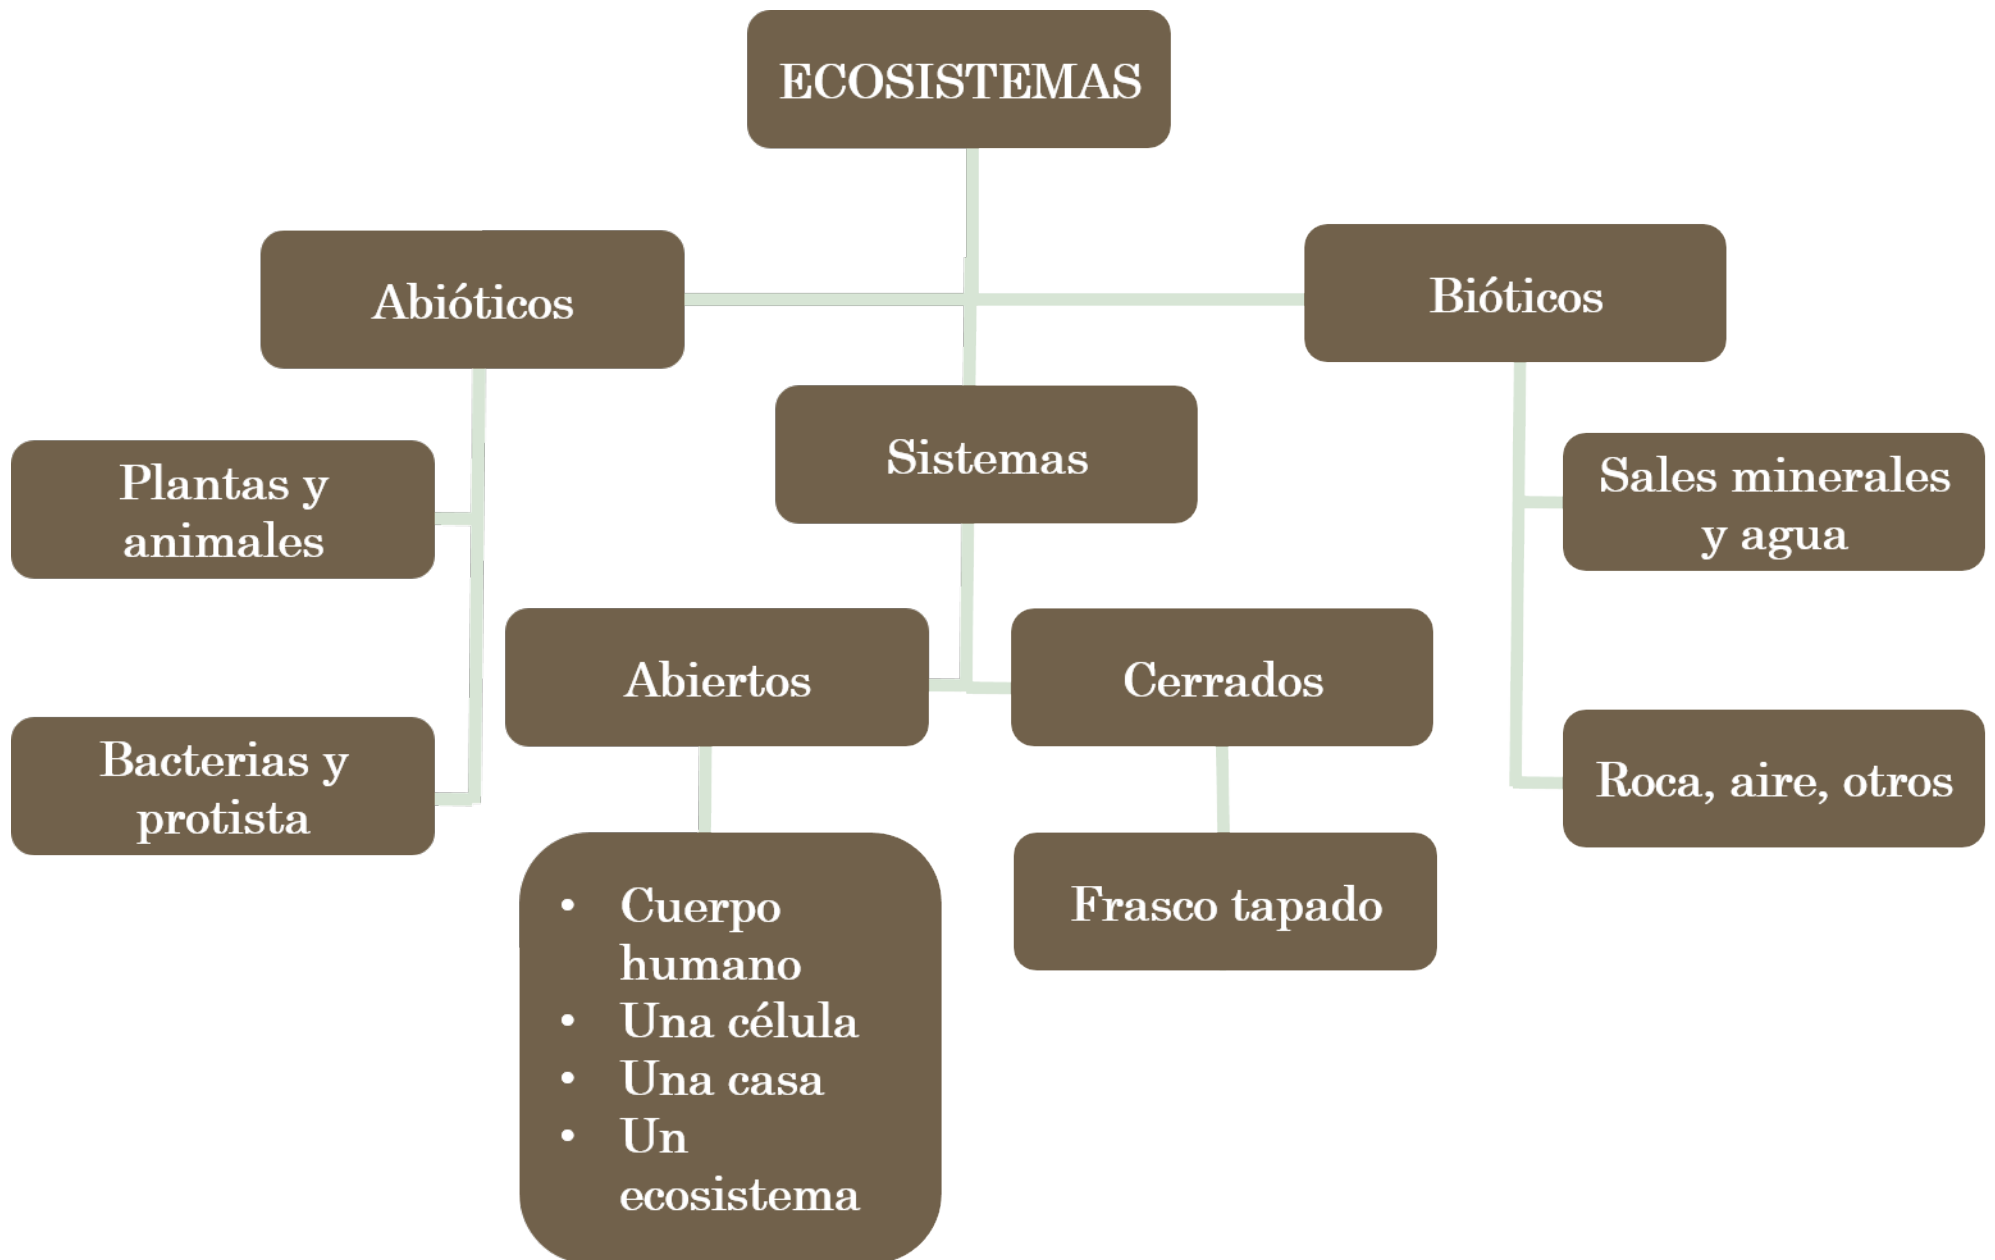 ECOSISTEMAS
Abióticos
Bióticos
Sistemas
Plantas y
animales
Sales minerales
y agua
Abiertos
Cerrados
Bacterias y
protista
Roca, aire, otros
• Cuerpo
humano
• Una célula
• Una casa
• Un
ecosistema
Frasco tapado